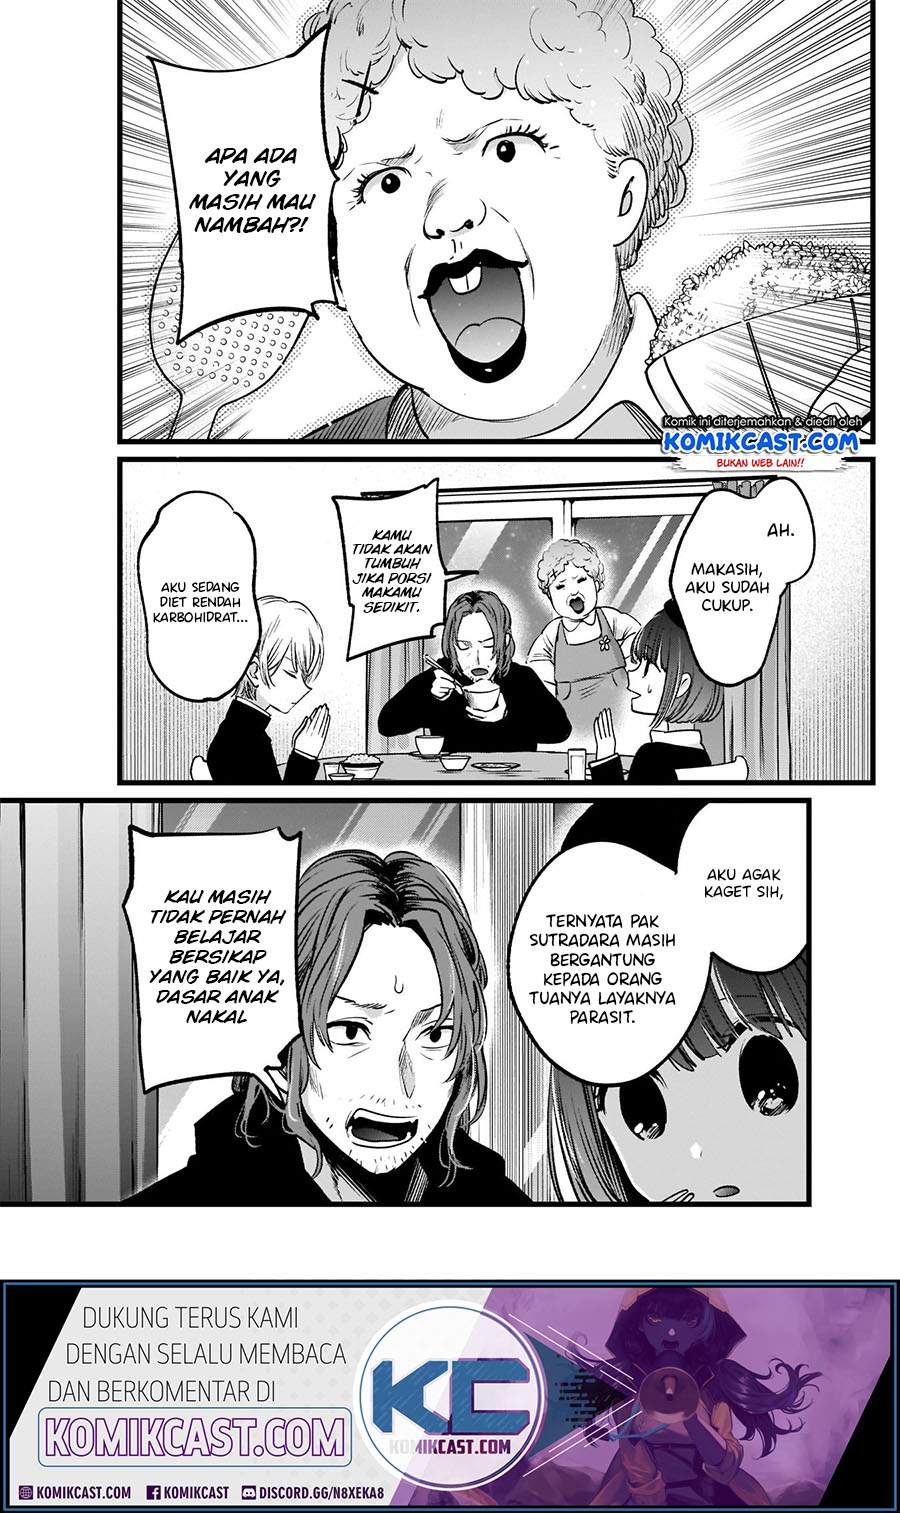 APA ADA
YANG
MASIH MAU
NAMBAH?!
Komik ini diterjemahkan & diedit oleh
KOMIKCAST.COM
BUKAN WEB LAIN!!
AH.
MAKASIH,
AKU SUDAH
CUKUP.
KAMU
TIDAK AKAN
TUMBUH
JIKA PORSI
MAKAMU
SEDIKIT.
AKU SEDANG
DIET RENDAH
KARBOHIDRAT...
AKU AGAK
KAGET SIH,
TERNYATA PAK
SUTRADARA MASIH
BERGANTUNG
KEPADA ORANG
TUANYA LAYAKNYA
PARASIT.
KAU MASIH
TIDAK PERNAH
BELAJAR
BERSIKAP
YANG BAIK YA,
DASAR ANAK
NAKAL
DUKUNG TERUS KAMI
DENGAN SELALU MEMBACA
DAN BERKOMENTAR DI
KOMIKCAST.COM
KC
KOMIKCAST.COM
KOMIKCAST.COM KOMIKCAST DISCORD.GG/N8XEKA8